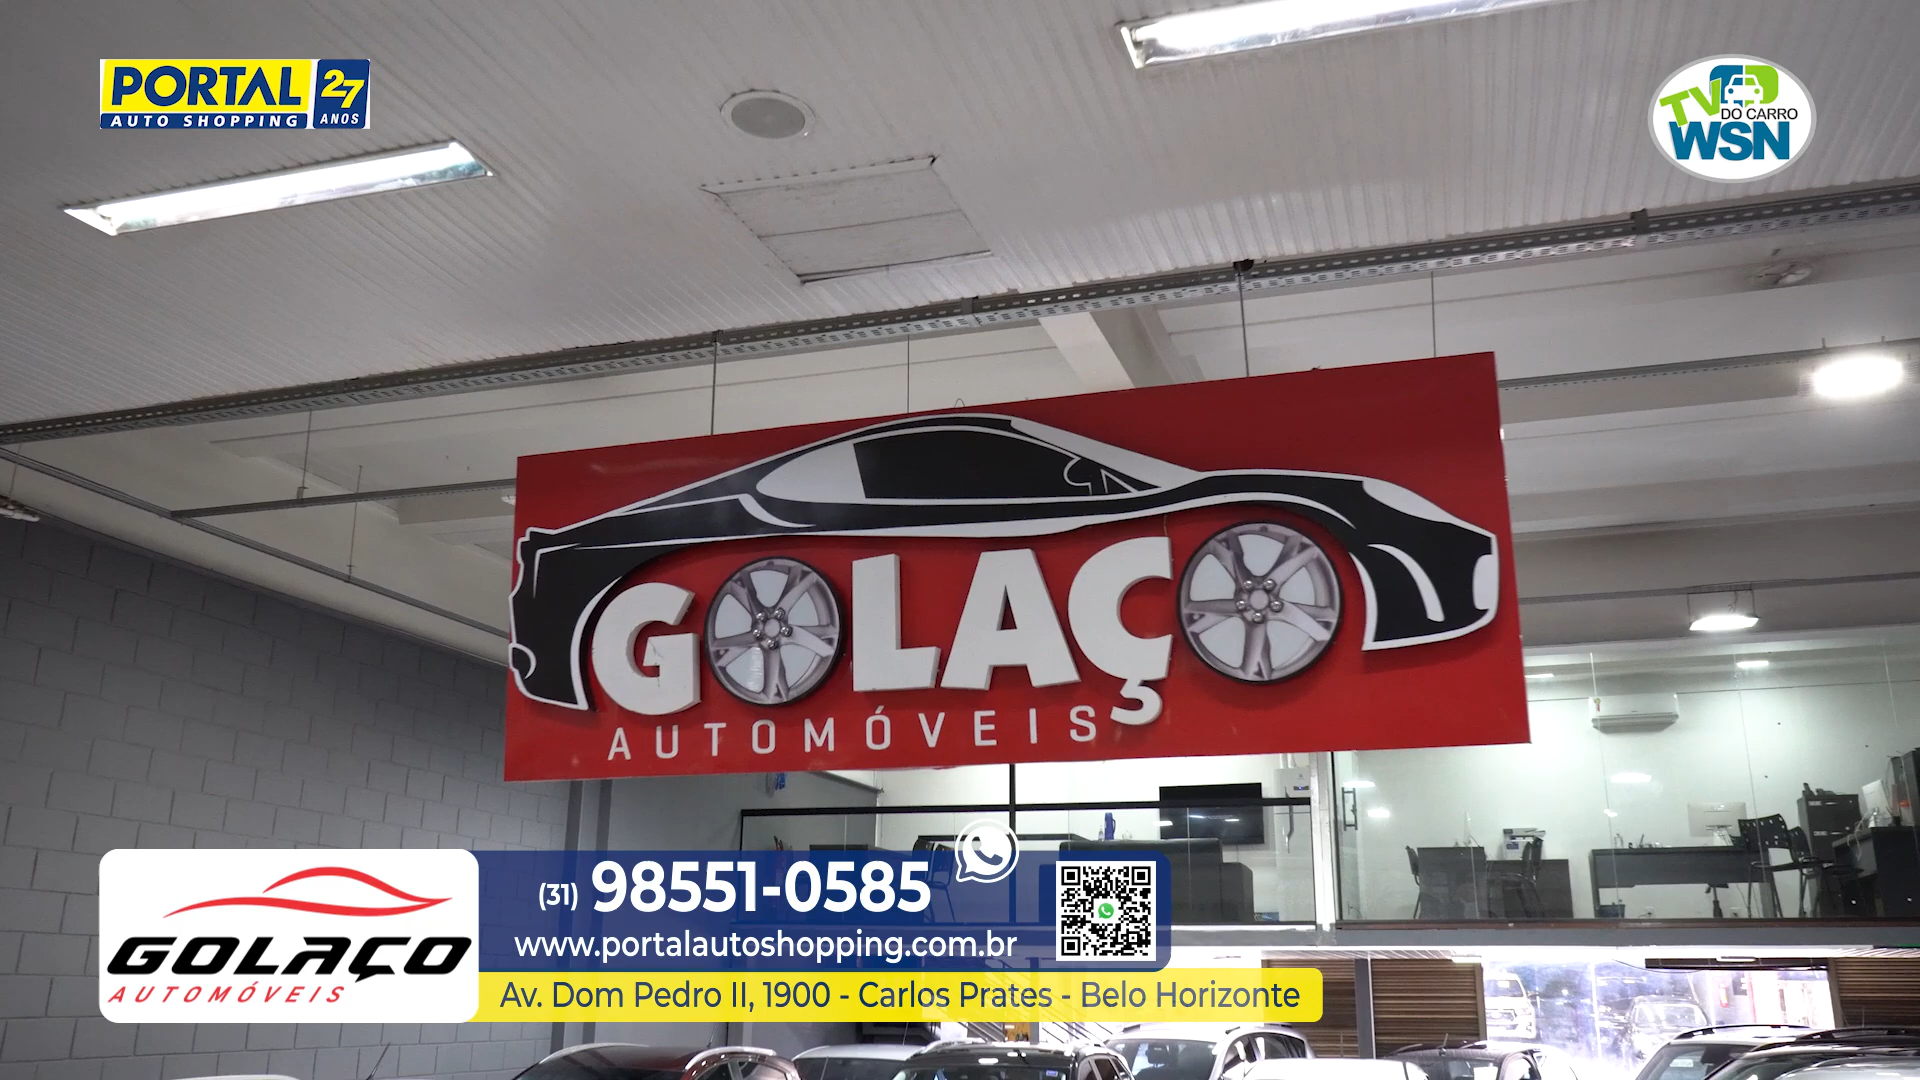 PORTAL 27
AUTO SHOPPING ANOS
TV DO CARRO
WSN
GOLAÇO
AUTOMÓVEIS
(31) 98551-0585
www.portalautoshopping.com.br
GOLAÇO
AUTOMÓVEIS
Av. Dom Pedro II, 1900 - Carlos Prates - Belo Horizonte